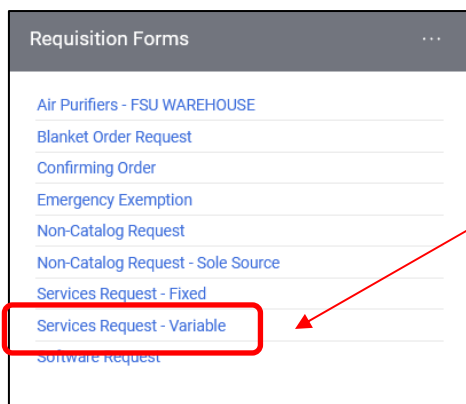 Requisition Forms ...
Air Purifiers - FSU WAREHOUSE
Blanket Order Request
Confirming Order
Emergency Exemption
Non-Catalog Request
Non-Catalog Request - Sole Source
Services Request - Fixed
Services Request - Variable
Software Request